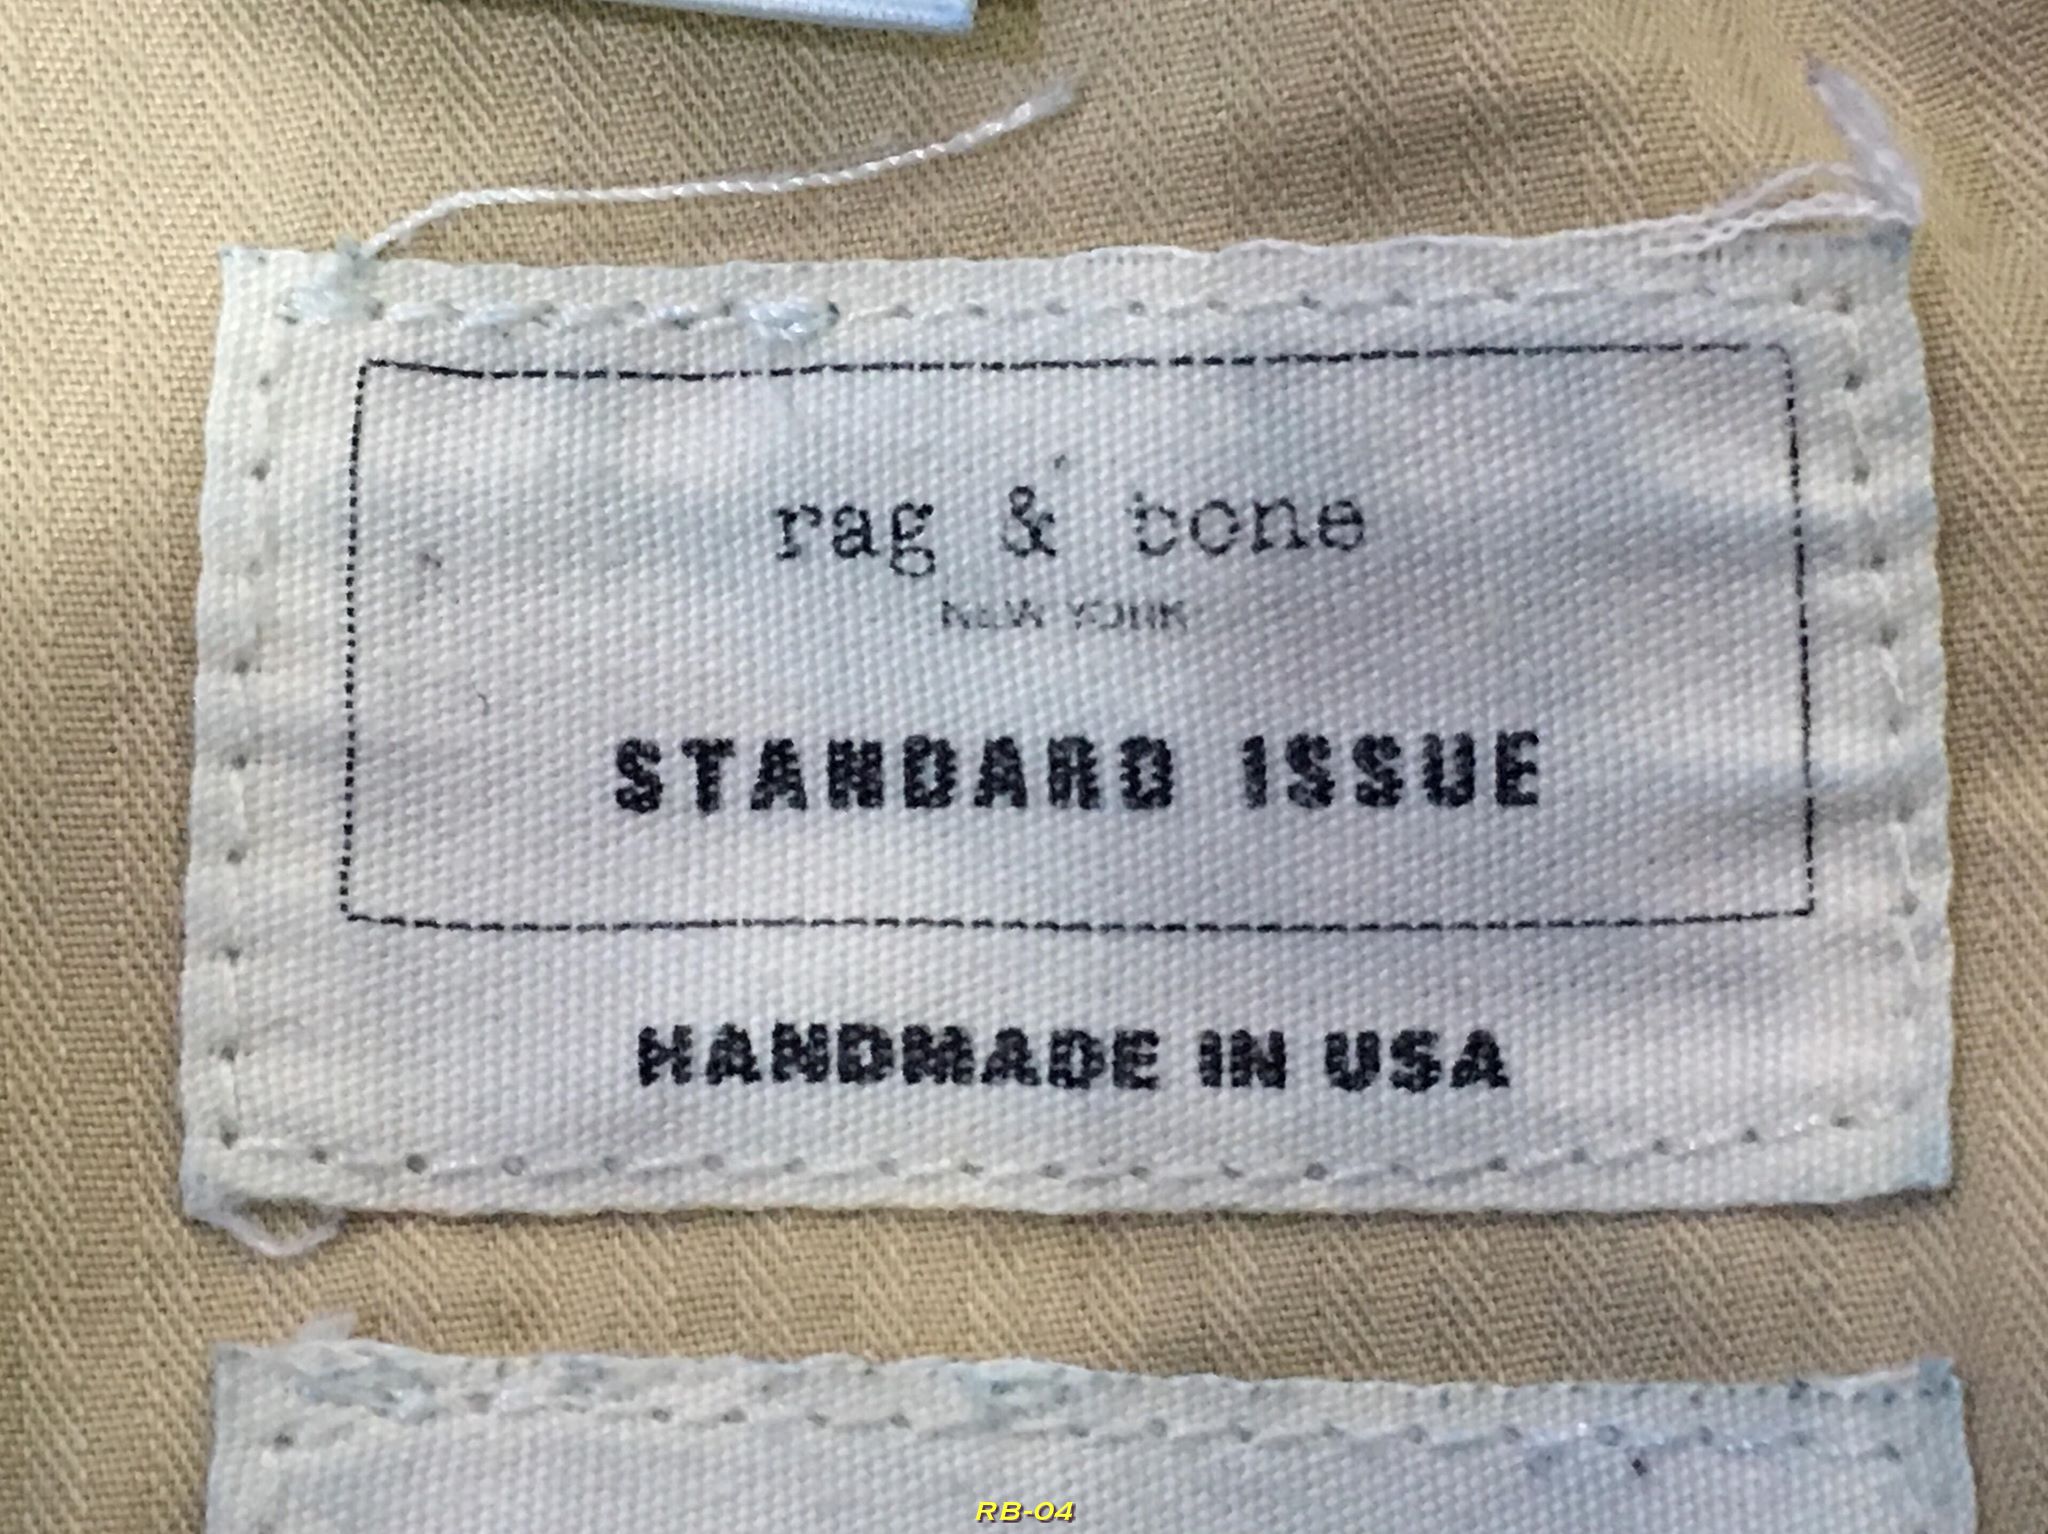 rag & bone
NEW YORK
STANDARD ISSUE
HANDMADE IN USA
RB-04